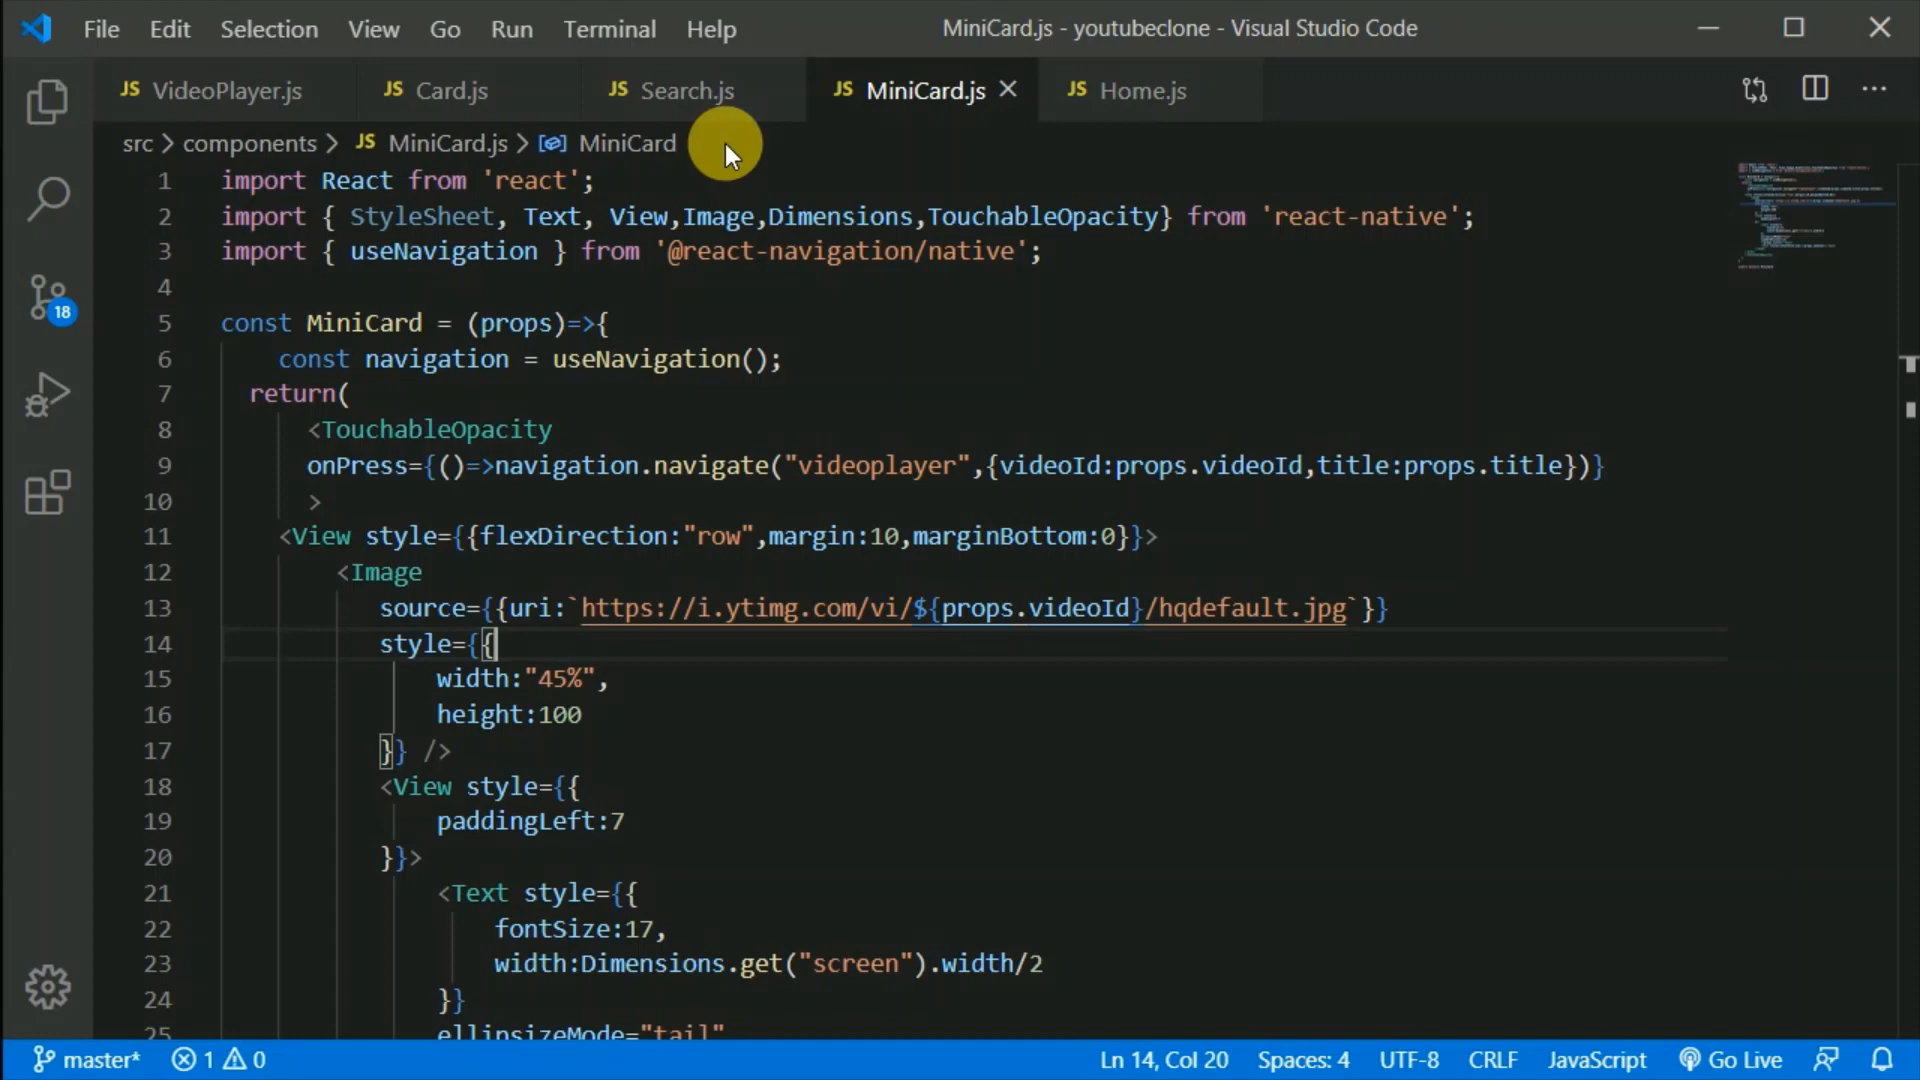 File Edit Selection View Go Run Terminal Help MiniCard.js - youtubeclone - Visual Studio Code
JS VideoPlayer.js JS Card.js JS Search.js JS MiniCard.js JS Home.js
src > components > JS MiniCard.js > MiniCard
1 import React from 'react';
2 import { StyleSheet, Text, View,Image,Dimensions,TouchableOpacity} from 'react-native';
3 import { useNavigation } from '@react-navigation/native';
4
5 const MiniCard = (props)=>{
6 const navigation = useNavigation();
7 return(
8 <TouchableOpacity
9 onPress={()=>navigation.navigate("videoplayer",{videoId:props.videoId,title:props.title})}
10 >
11 <View style={{flexDirection:"row",margin:10,marginBottom:0}}>
12 <Image
13 source={{uri:`https://i.ytimg.com/vi/${props.videoId}/hqdefault.jpg`}}
14 style={{
15 width:"45%",
16 height:100
17 }} />
18 <View style={{
19 paddingLeft:7
20 }}>
21 <Text style={{
22 fontSize:17,
23 width:Dimensions.get("screen").width/2
24 }}
25 ellipsizeMode="tail"
18
master* 1 0 Ln 14, Col 20 Spaces: 4 UTF-8 CRLF JavaScript Go Live